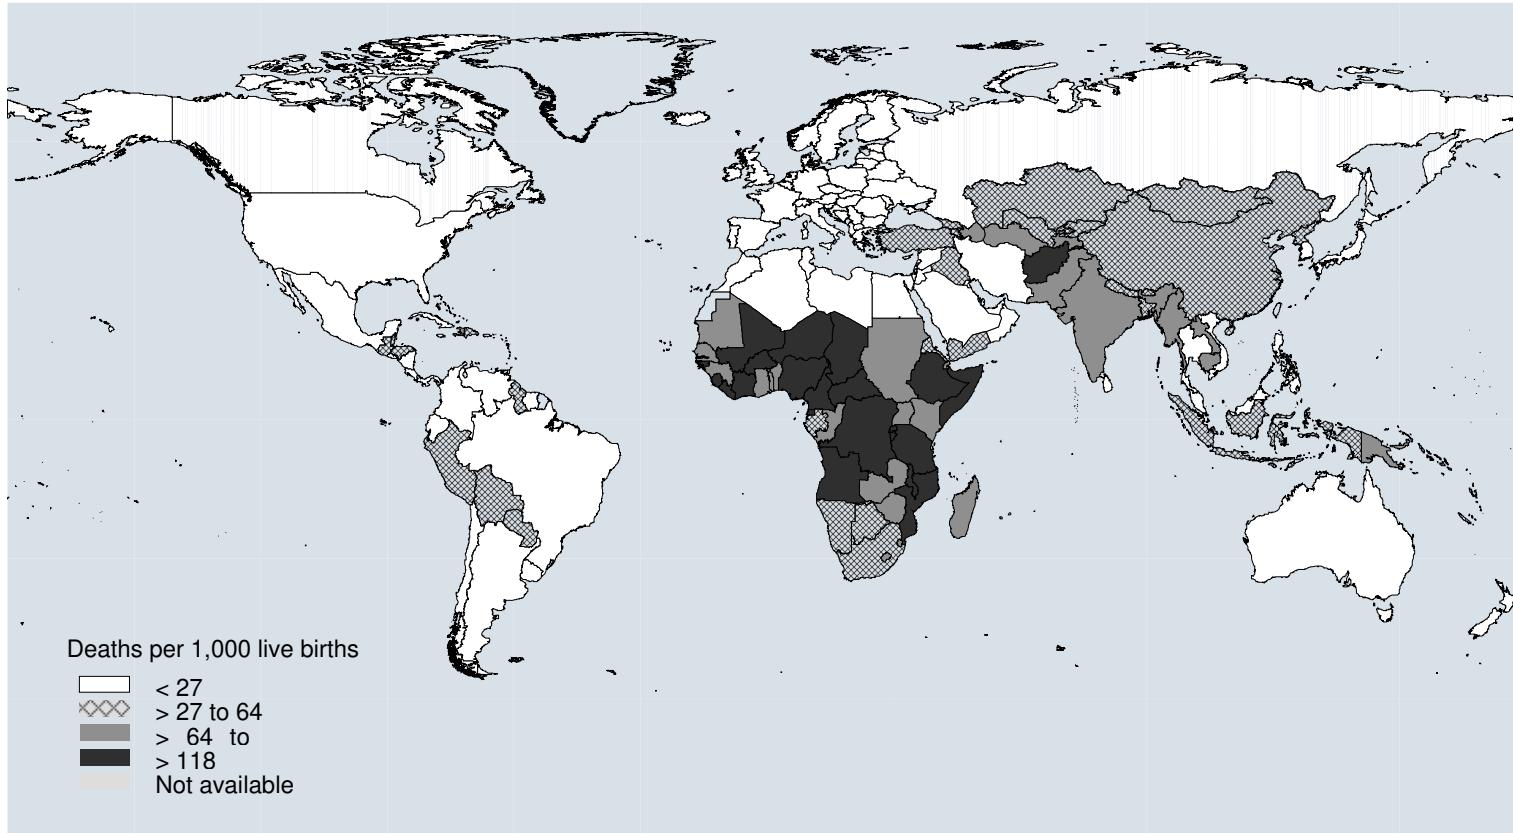 Deaths per 1,000 live births
< 27
> 27 to 64
> 64 to
> 118
Not available